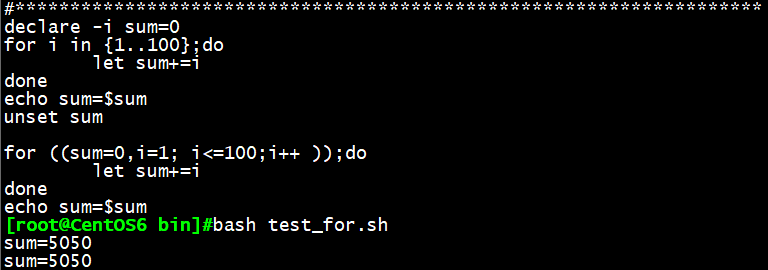 #********************************************************************
declare -i sum=0
for i in {1..100};do
        let sum+=i
done
echo sum=$sum
unset sum

for ((sum=0,i=1; i<=100;i++ ));do
        let sum+=i
done
echo sum=$sum
[root@CentOS6 bin]#bash test_for.sh
sum=5050
sum=5050